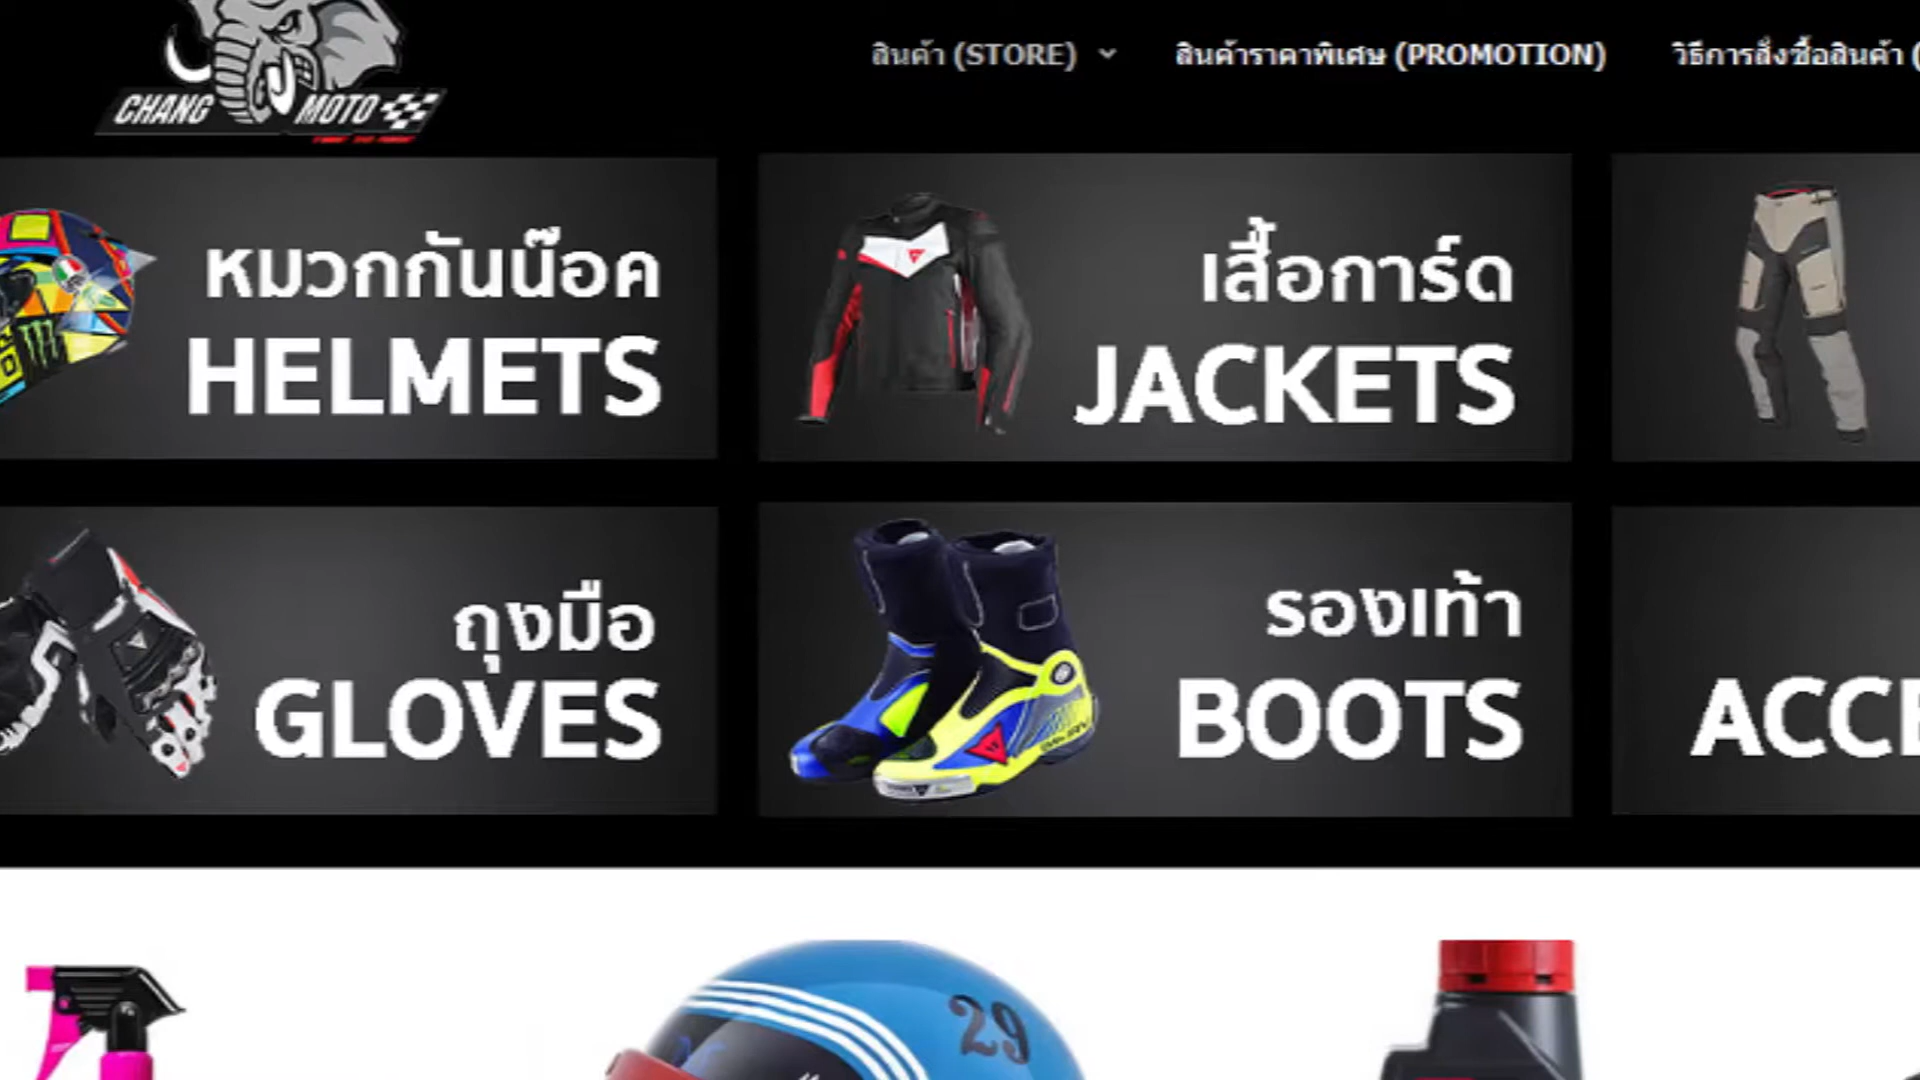 สินค้า (STORE)
สินค้าราคาพิเศษ (PROMOTION)
วิธีการสั่งซื้อสินค้า (
CHANG MOTO
หมวกกันน๊อค
HELMETS
เสื้อการ์ด
JACKETS
ถุงมือ
GLOVES
รองเท้า
BOOTS
ACCE
29